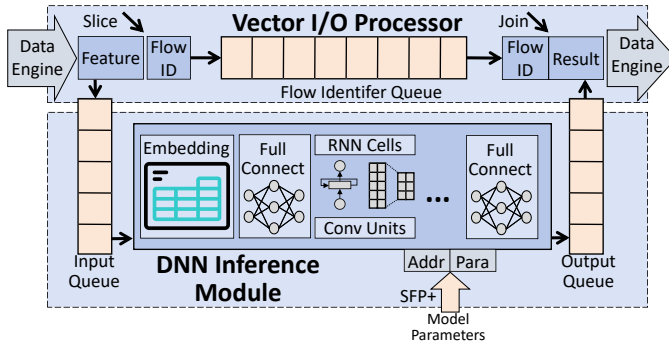 Slice
Vector I/O Processor
Join
Data
Engine
Feature
Flow
ID
Flow
ID
Result
Data
Engine
Flow Identifer Queue
Embedding
Full
Connect
RNN Cells
Conv Units
...
Full
Connect
Input
Queue
DNN Inference
Module
Addr
Para
Output
Queue
SFP+
Model
Parameters